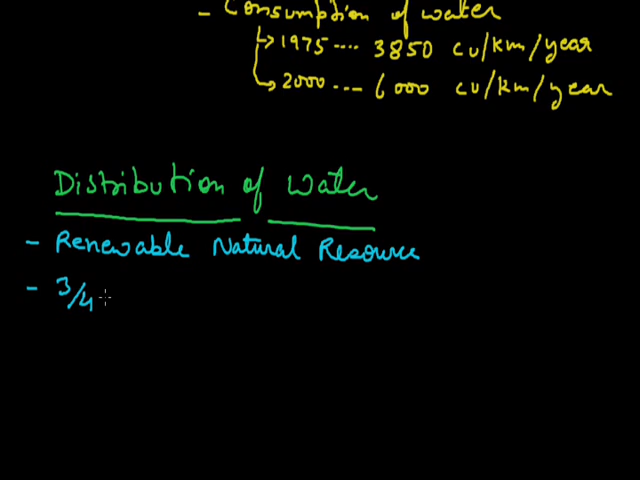 - Consumption of water
↳ 1975 .... 3850 cu/km/year
↳ 2000 ... 6000 cu/km/year
Distribution of water
- Renewable Natural Resource
- 3/4